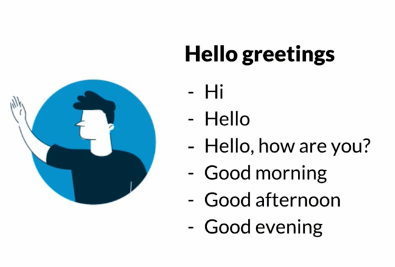 Hello greetings
- Hi
- Hello
- Hello, how are you?
- Good morning
- Good afternoon
- Good evening